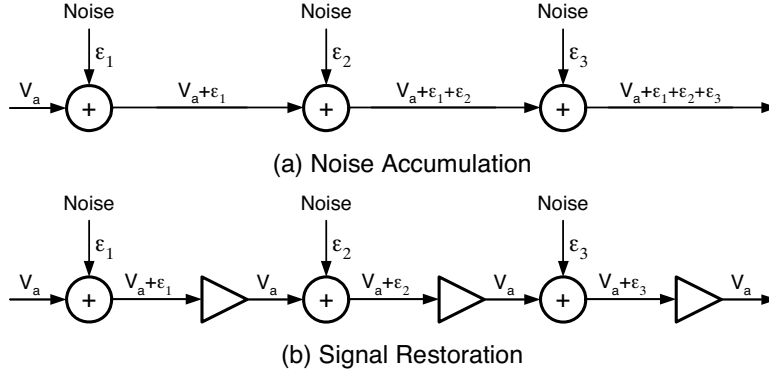 Noise Noise Noise
ε1 ε2 ε3
Va Va+ε1 Va+ε1+ε2 Va+ε1+ε2+ε3
+ + +
(a) Noise Accumulation
Noise Noise Noise
ε1 ε2 ε3
Va Va+ε1 Va Va+ε2 Va Va+ε3 Va
+ + +
(b) Signal Restoration